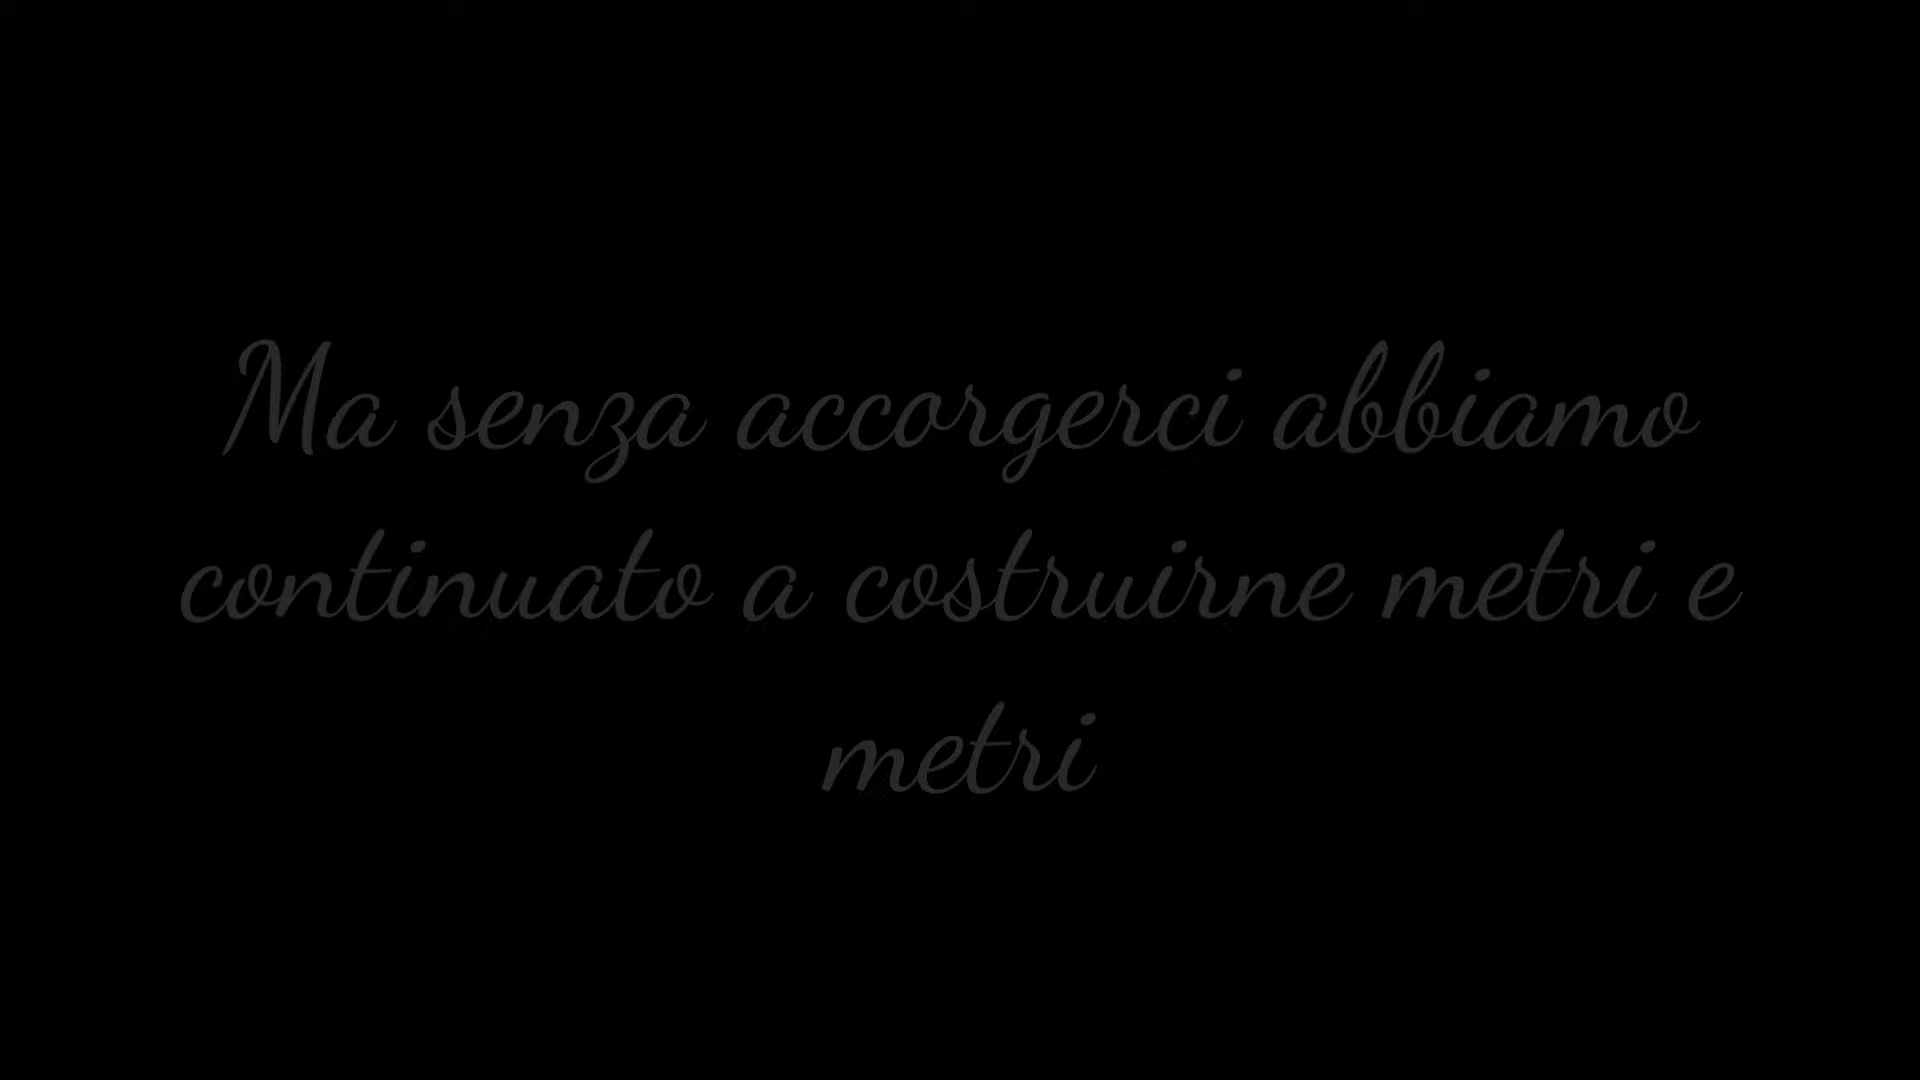 Ma senza accorgerci abbiamo
continuato a costruirne metri e
metri